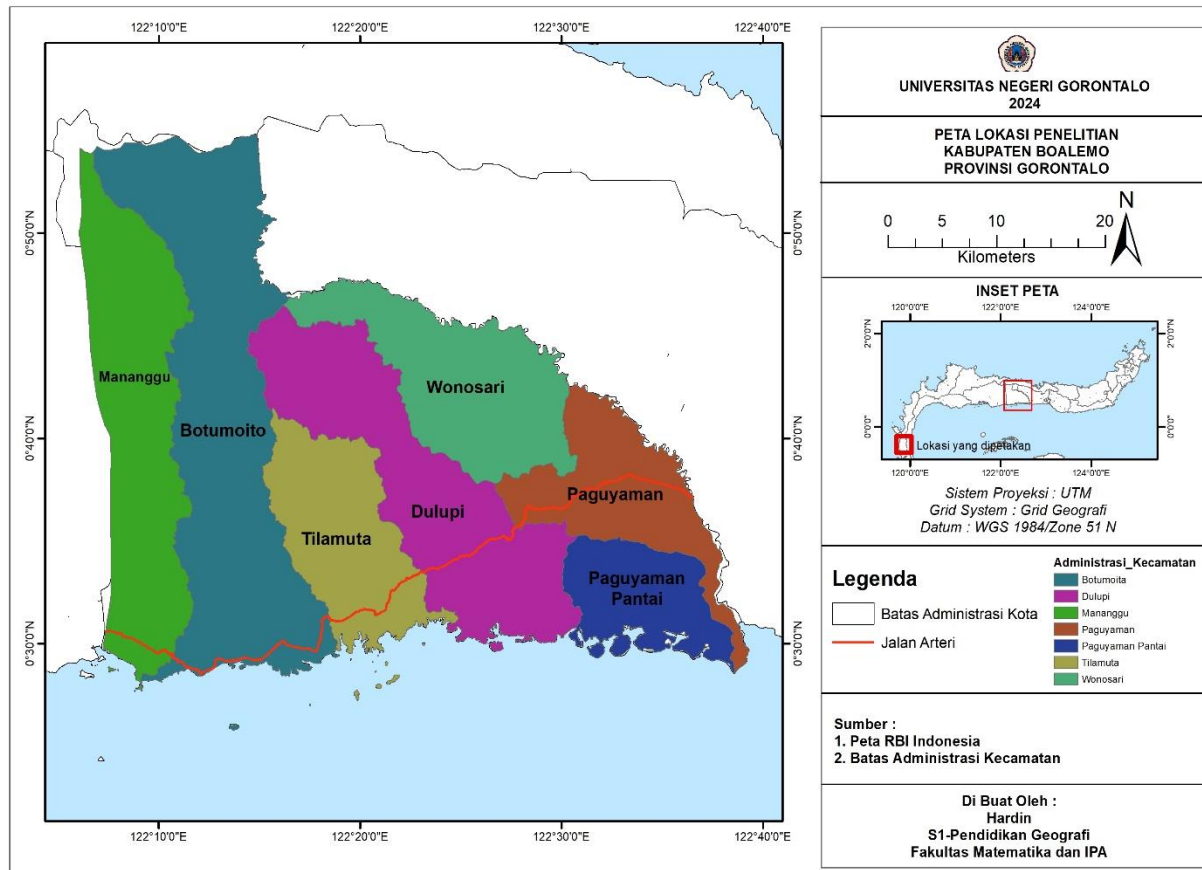 122°10'0"E 122°20'0"E 122°30'0"E 122°40'0"E
0°50'0"N
0°40'0"N
0°30'0"N
0°50'0"N
0°40'0"N
0°30'0"N
122°10'0"E 122°20'0"E 122°30'0"E 122°40'0"E
Mananggu
Botumoito
Wonosari
Tilamuta
Dulupi
Paguyaman
Paguyaman
Pantai
UNIVERSITAS NEGERI GORONTALO
2024
PETA LOKASI PENELITIAN
KABUPATEN BOALEMO
PROVINSI GORONTALO
N
0 5 10 20
Kilometers
INSET PETA
120°0'0"E 122°0'0"E 124°0'0"E
2°0'0"N
0°0'0"
2°0'0"N
0°0'0"
Lokasi yang dipetakan
120°0'0"E 122°0'0"E 124°0'0"E
Sistem Proyeksi : UTM
Grid System : Grid Geografi
Datum : WGS 1984/Zone 51 N
Legenda
Batas Administrasi Kota
Jalan Arteri
Administrasi_Kecamatan
Botumoita
Dulupi
Mananggu
Paguyaman
Paguyaman Pantai
Tilamuta
Wonosari
Sumber :
1. Peta RBI Indonesia
2. Batas Administrasi Kecamatan
Di Buat Oleh :
Hardin
S1-Pendidikan Geografi
Fakultas Matematika dan IPA